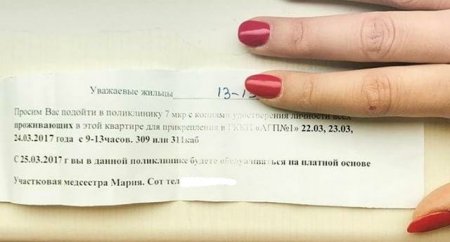 Уважаемые жильцы 13-1
Просим Вас подойти в поликлинику 7 мкр с копиями удостверения личности всех
проживающих в этой квартире для прикрепления в ГККП «АГП№1» 22.03, 23.03,
24.03.2017 года с 9-13часов. 309 или 311каб
С 25.03.2017 г вы в данной поликлинике будете обслуживаться на платной основе
Участковая медсестра Мария. Сот тел